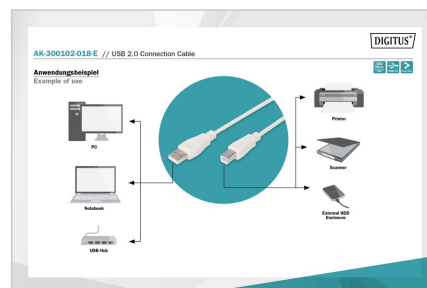 DIGITUS®
AK-300102-018-E // USB 2.0 Connection Cable
Anwendungsbeispiel
Example of use
PC
Printer
Scanner
Notebook
External HDD
Enclosure
USB Hub